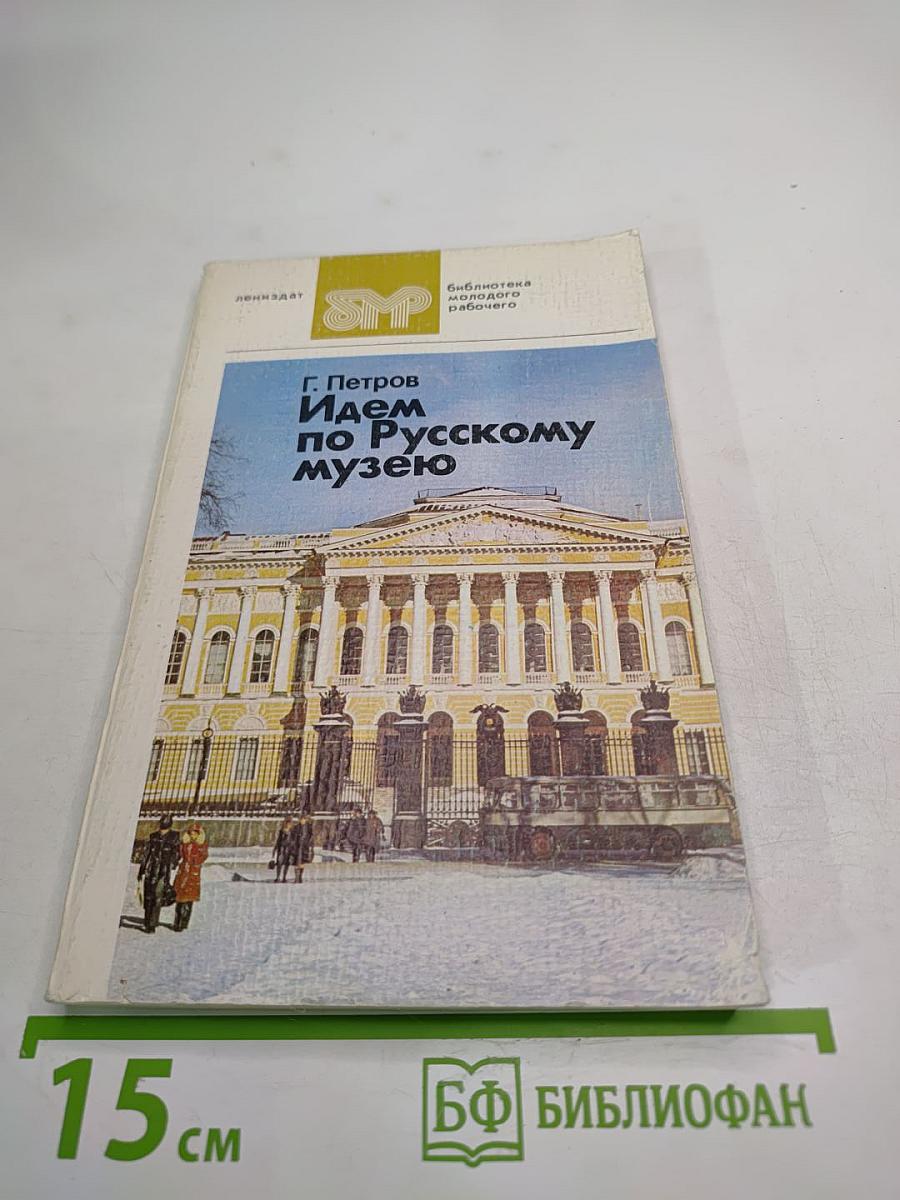 лениздат
бмр
библиотека
молодого
рабочего
Г. Петров
Идем
по Русскому
музею
15 см
БФ БИБЛИОФАН